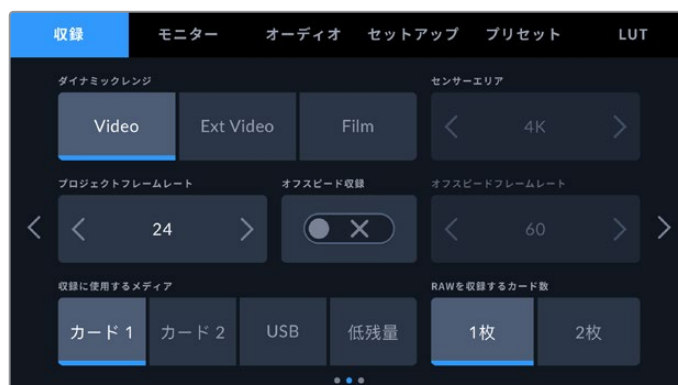 収録 モニター オーディオ セットアップ プリセット LUT
ダイナミックレンジ センサーエリア
Video Ext Video Film 4K
プロジェクトフレームレート オフスピード収録 オフスピードフレームレート
24 60
収録に使用するメディア RAWを収録するカード数
カード 1 カード 2 USB 低残量 1枚 2枚